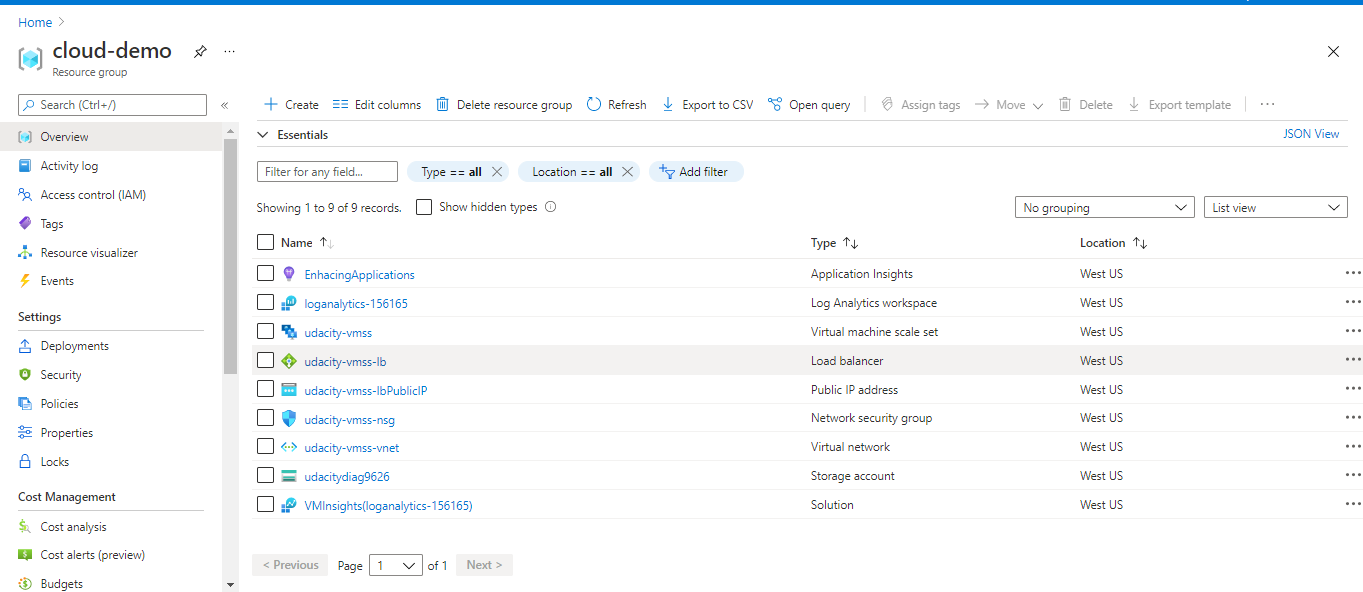 Home >
cloud-demo
Resource group
Search (Ctrl+/)
Overview
Activity log
Access control (IAM)
Tags
Resource visualizer
Events
Settings
Deployments
Security
Policies
Properties
Locks
Cost Management
Cost analysis
Cost alerts (preview)
Budgets
Create Edit columns Delete resource group Refresh Export to CSV Open query Assign tags Move Delete Export template
Essentials JSON View
Filter for any field... Type == all Location == all Add filter
Showing 1 to 9 of 9 records. Show hidden types No grouping List view
Name Type Location
EnhacingApplications Application Insights West US
loganalytics-156165 Log Analytics workspace West US
udacity-vmss Virtual machine scale set West US
udacity-vmss-lb Load balancer West US
udacity-vmss-lbPublicIP Public IP address West US
udacity-vmss-nsg Network security group West US
udacity-vmss-vnet Virtual network West US
udacitydiag9626 Storage account West US
VMInsights(loganalytics-156165) Solution West US
< Previous Page 1 of 1 Next >